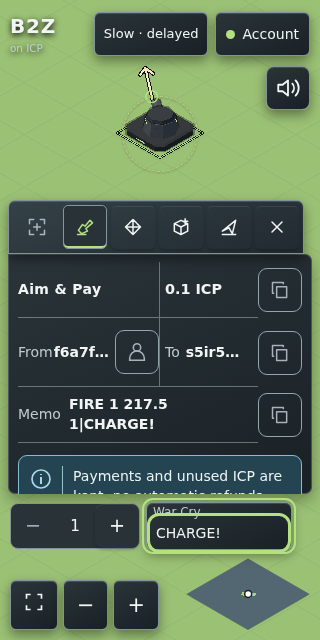 B2Z
on ICP
Slow · delayed
Account
Aim & Pay
0.1 ICP
From f6a7f...
To s5ir5...
Memo
FIRE 1 217.5
1|CHARGE!
Payments and unused ICP are
kept; no automatic refunds.
− 1 +
War Cry
CHARGE!
− +